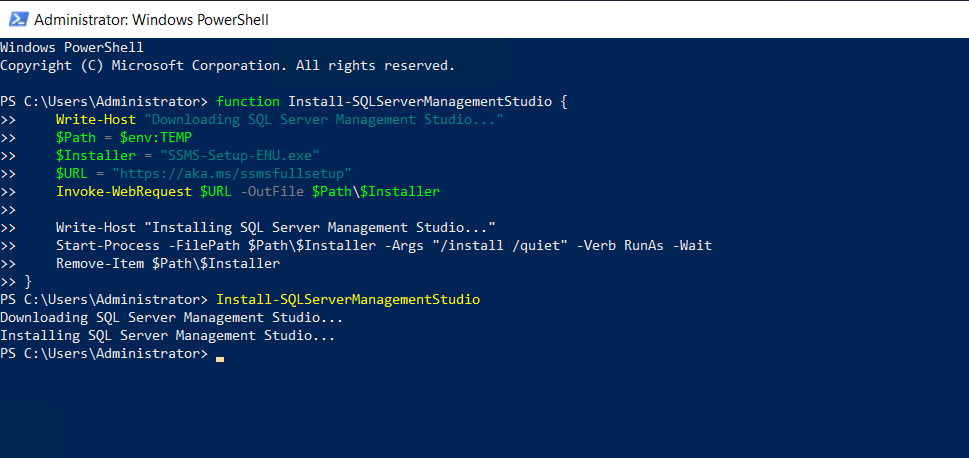 Administrator: Windows PowerShell
Windows PowerShell
Copyright (C) Microsoft Corporation. All rights reserved.
PS C:\Users\Administrator> function Install-SQLServerManagementStudio {
>>     Write-Host "Downloading SQL Server Management Studio..."
>>     $Path = $env:TEMP
>>     $Installer = "SSMS-Setup-ENU.exe"
>>     $URL = "https://aka.ms/ssmsfullsetup"
>>     Invoke-WebRequest $URL -OutFile $Path\$Installer
>>
>>     Write-Host "Installing SQL Server Management Studio..."
>>     Start-Process -FilePath $Path\$Installer -Args "/install /quiet" -Verb RunAs -Wait
>>     Remove-Item $Path\$Installer
>> }
PS C:\Users\Administrator> Install-SQLServerManagementStudio
Downloading SQL Server Management Studio...
Installing SQL Server Management Studio...
PS C:\Users\Administrator>